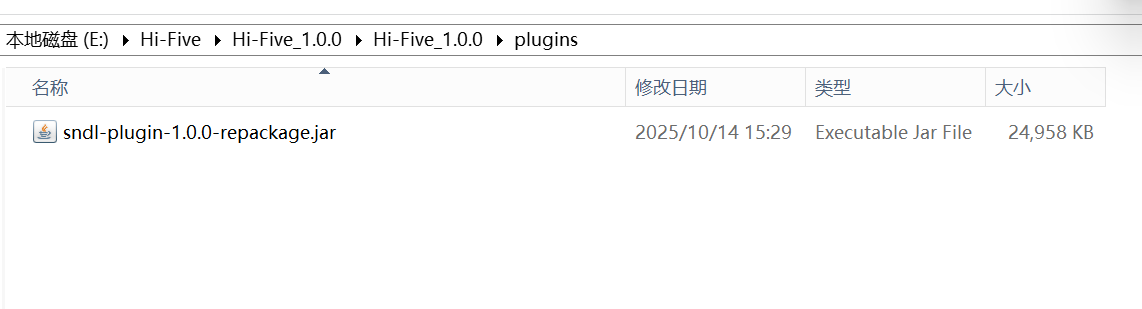 本地磁盘 (E:) Hi-Five Hi-Five_1.0.0 Hi-Five_1.0.0 plugins
名称 修改日期 类型 大小
sndl-plugin-1.0.0-repackage.jar 2025/10/14 15:29 Executable Jar File 24,958 KB